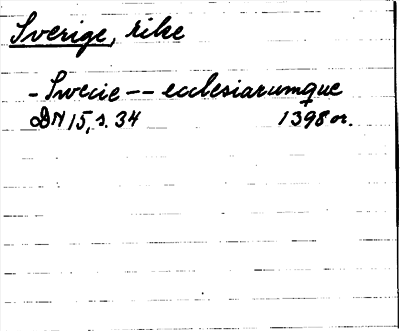 Sverige, rike
- Swecie -- ecclesiarumque
DN 15, s. 34 1398 or.